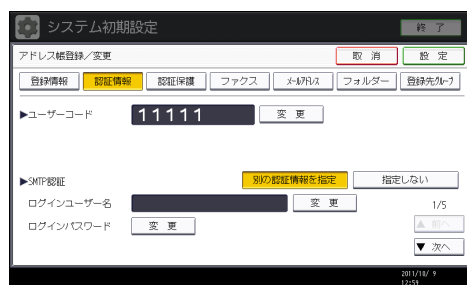 システム初期設定
終 了
アドレス帳登録／変更
取 消
設 定
登録情報
認証情報
認証保護
ファクス
ﾒｰﾙｱﾄﾞﾚｽ
フォルダー
登録先ｸﾞﾙｰﾌﾟ
▶ユーザーコード
11111
変 更
▶SMTP認証
別の認証情報を指定
指定しない
ログインユーザー名
変 更
1/5
ログインパスワード
変 更
▲ 前へ
▼ 次へ
2011/10/ 9
12:59